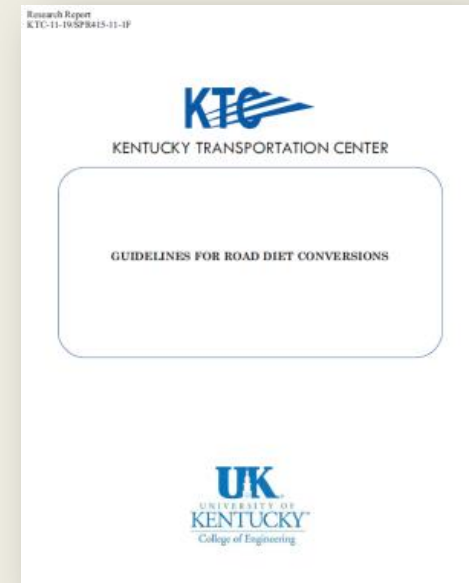 Research Report
KTC-11-19/SPR415-11-1F
KTC
KENTUCKY TRANSPORTATION CENTER
GUIDELINES FOR ROAD DIET CONVERSIONS
UK
UNIVERSITY OF
KENTUCKY
College of Engineering